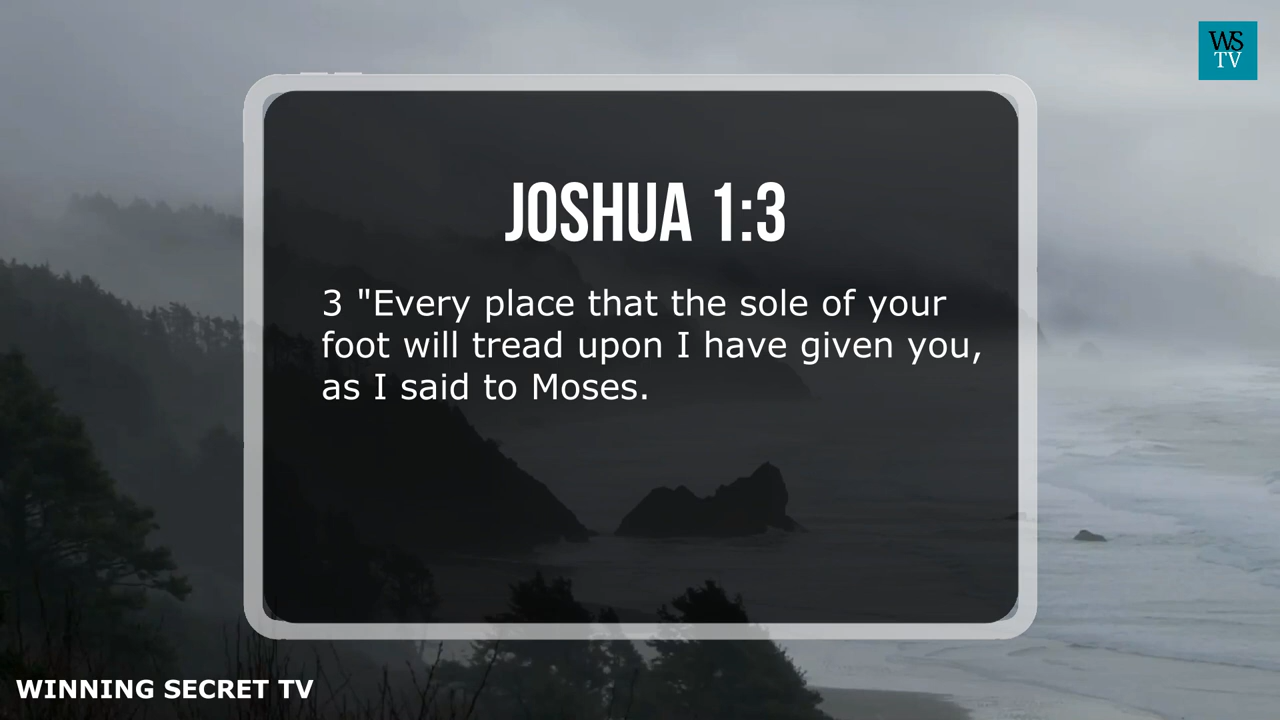 WS
TV
JOSHUA 1:3
3 "Every place that the sole of your
foot will tread upon I have given you,
as I said to Moses.
WINNING SECRET TV